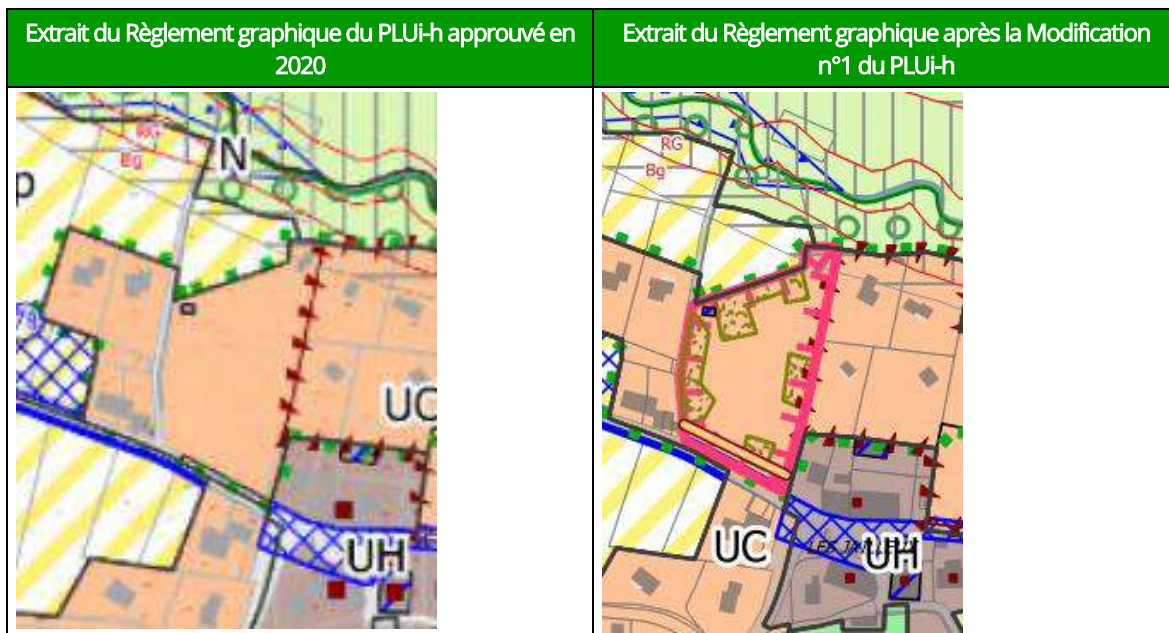 Extrait du Règlement graphique du PLUi-h approuvé en
2020
Extrait du Règlement graphique après la Modification
n°1 du PLUi-h
RG
Bg
N
p
UC
UH
RG
Bg
UC
UH